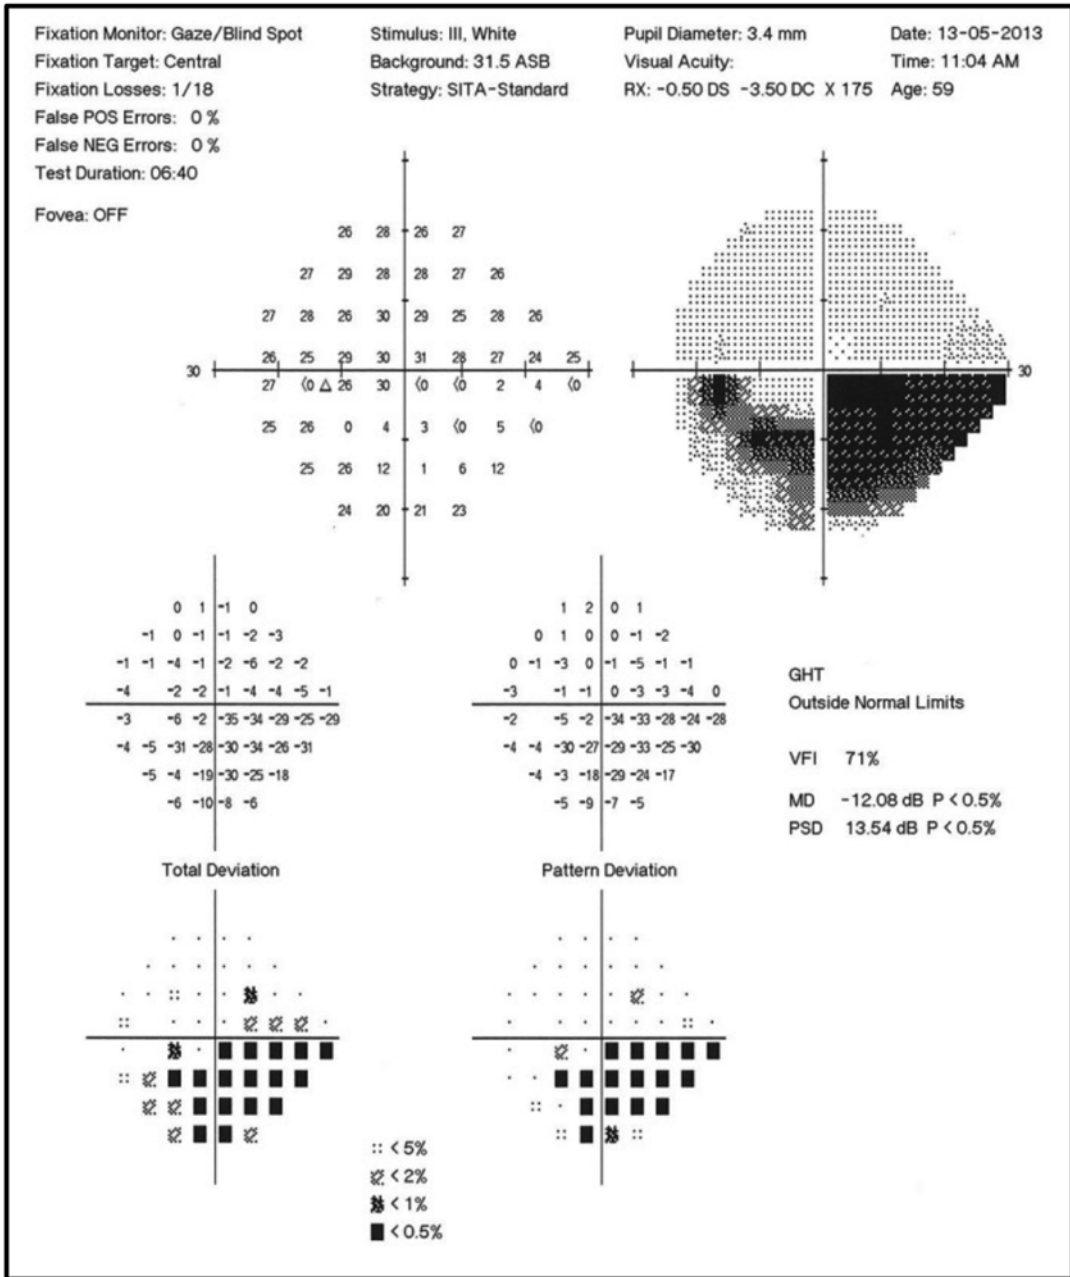 Fixation Monitor: Gaze/Blind Spot Stimulus: III, White Pupil Diameter: 3.4 mm Date: 13-05-2013
Fixation Target: Central Background: 31.5 ASB Visual Acuity: Time: 11:04 AM
Fixation Losses: 1/18 Strategy: SITA-Standard RX: -0.50 DS -3.50 DC X 175 Age: 59
False POS Errors: 0 %
False NEG Errors: 0 %
Test Duration: 06:40
Fovea: OFF
26 28 26 27
27 29 28 28 27 26
27 28 26 30 29 25 28 26
26 25 29 30 31 28 27 24 25
30 30
27 <0 △ 26 30 <0 <0 2 4 <0
25 26 0 4 3 <0 5 <0
25 26 12 1 6 12
24 20 21 23
0 1 -1 0
-1 0 -1 -1 -2 -3
-1 -1 -4 -1 -2 -6 -2 -2
-4 -2 -2 -1 -4 -4 -5 -1
-3 -6 -2 -35 -34 -29 -25 -29
-4 -5 -31 -28 -30 -34 -26 -31
-5 -4 -19 -30 -25 -18
-6 -10 -8 -6
Total Deviation
1 2 0 1
0 1 0 0 -1 -2
0 -1 -3 0 -1 -5 -1 -1
-3 -1 -1 0 -3 -3 -4 0
-2 -5 -2 -34 -33 -28 -24 -28
-4 -4 -30 -27 -29 -33 -25 -30
-4 -3 -18 -29 -24 -17
-5 -9 -7 -5
Pattern Deviation
GHT
Outside Normal Limits
VFI 71%
MD -12.08 dB P < 0.5%
PSD 13.54 dB P < 0.5%
< 5%
< 2%
< 1%
< 0.5%